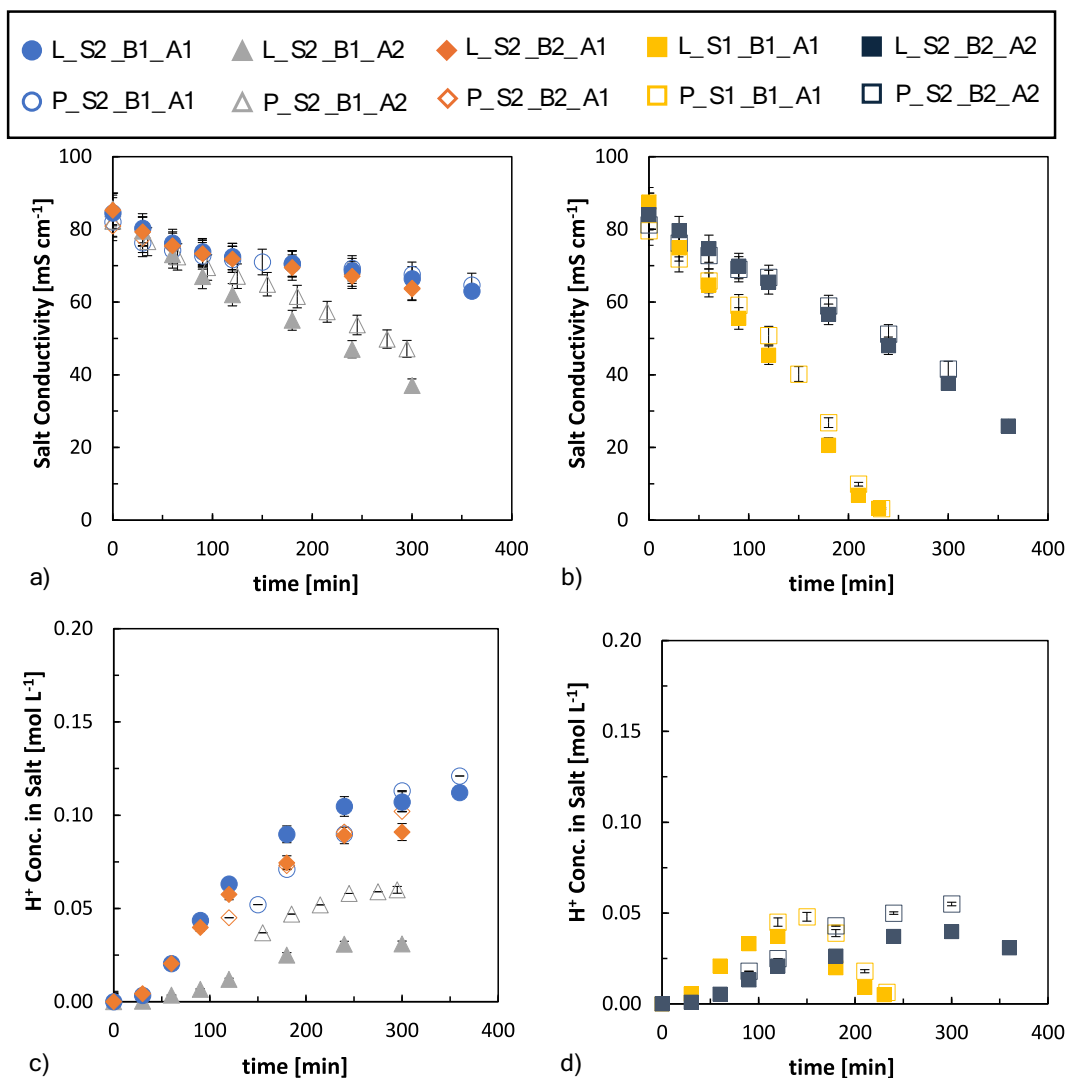 L_S2_B1_A1 L_S2_B1_A2 L_S2_B2_A1 L_S1_B1_A1 L_S2_B2_A2
P_S2_B1_A1 P_S2_B1_A2 P_S2_B2_A1 P_S1_B1_A1 P_S2_B2_A2
Salt Conductivity [mS cm⁻¹]
100
80
60
40
20
0
0 100 200 300 400
time [min]
a)
Salt Conductivity [mS cm⁻¹]
100
80
60
40
20
0
0 100 200 300 400
time [min]
b)
H⁺ Conc. in Salt [mol L⁻¹]
0.20
0.15
0.10
0.05
0.00
0 100 200 300 400
time [min]
c)
H⁺ Conc. in Salt [mol L⁻¹]
0.20
0.15
0.10
0.05
0.00
0 100 200 300 400
time [min]
d)